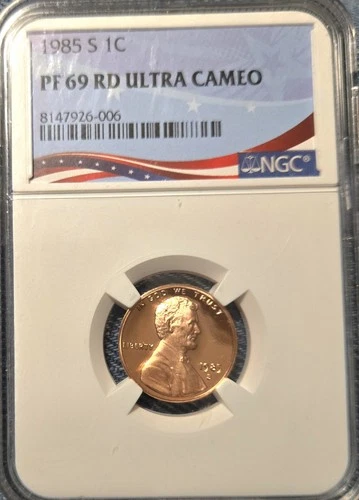 1985 S 1C
PF 69 RD ULTRA CAMEO
8147926-006
NGC®
IN GOD WE TRUST
LIBERTY
1985
S